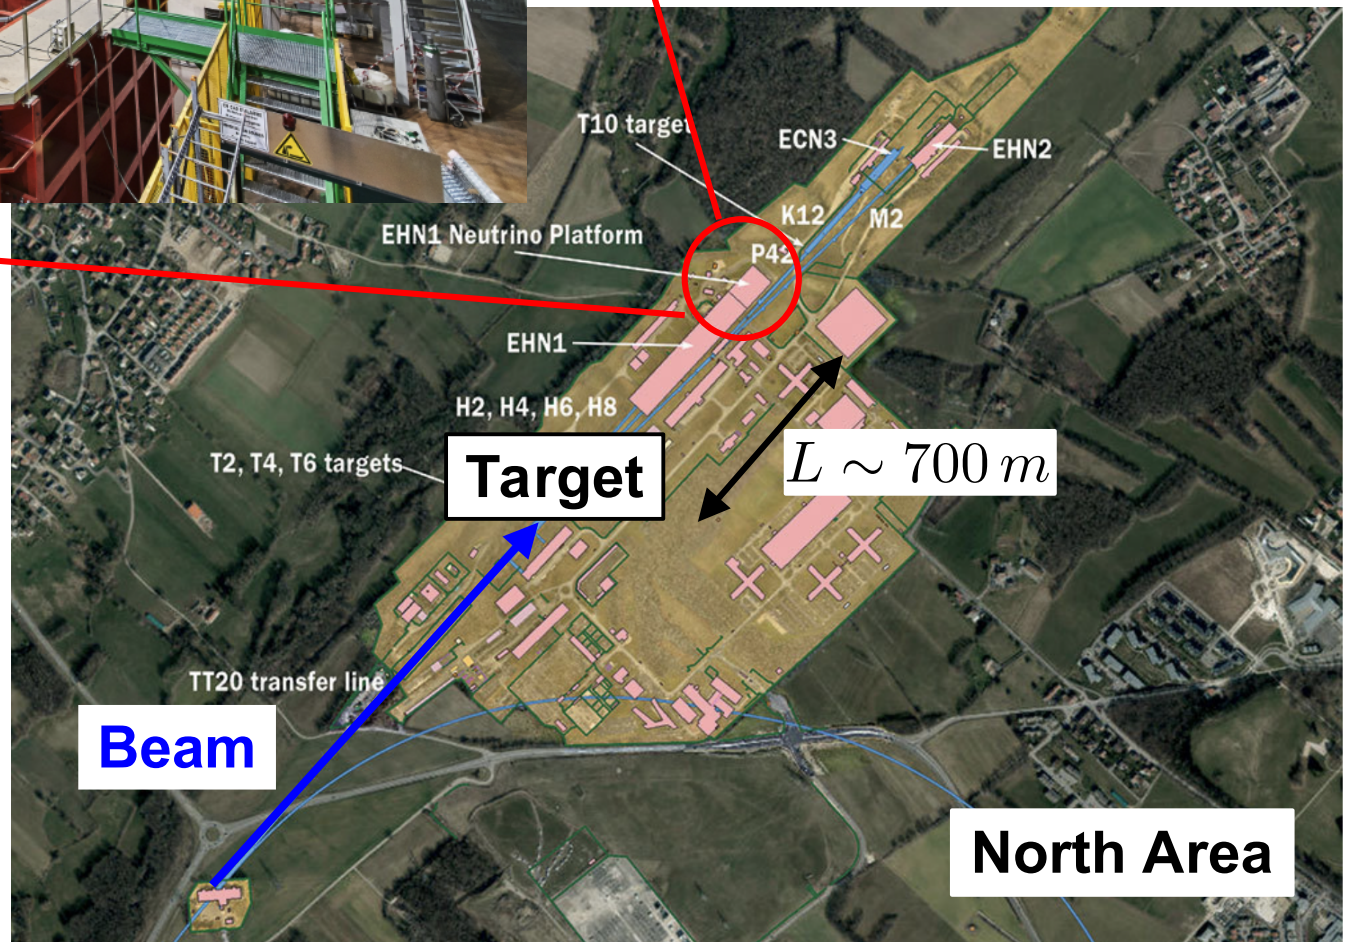 T10 target
ECN3
EHN2
K12
M2
EHN1 Neutrino Platform
P42
EHN1
H2, H4, H6, H8
T2, T4, T6 targets
Target
L ∼ 700 m
TT20 transfer line
Beam
North Area